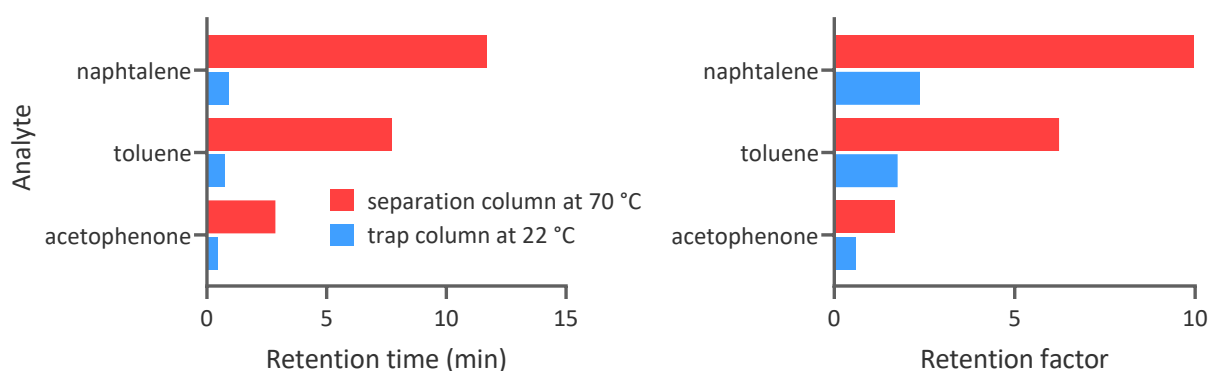 Analyte
naphtalene
toluene
acetophenone
separation column at 70 °C
trap column at 22 °C
0 5 10 15
Retention time (min)
naphtalene
toluene
acetophenone
0 5 10
Retention factor